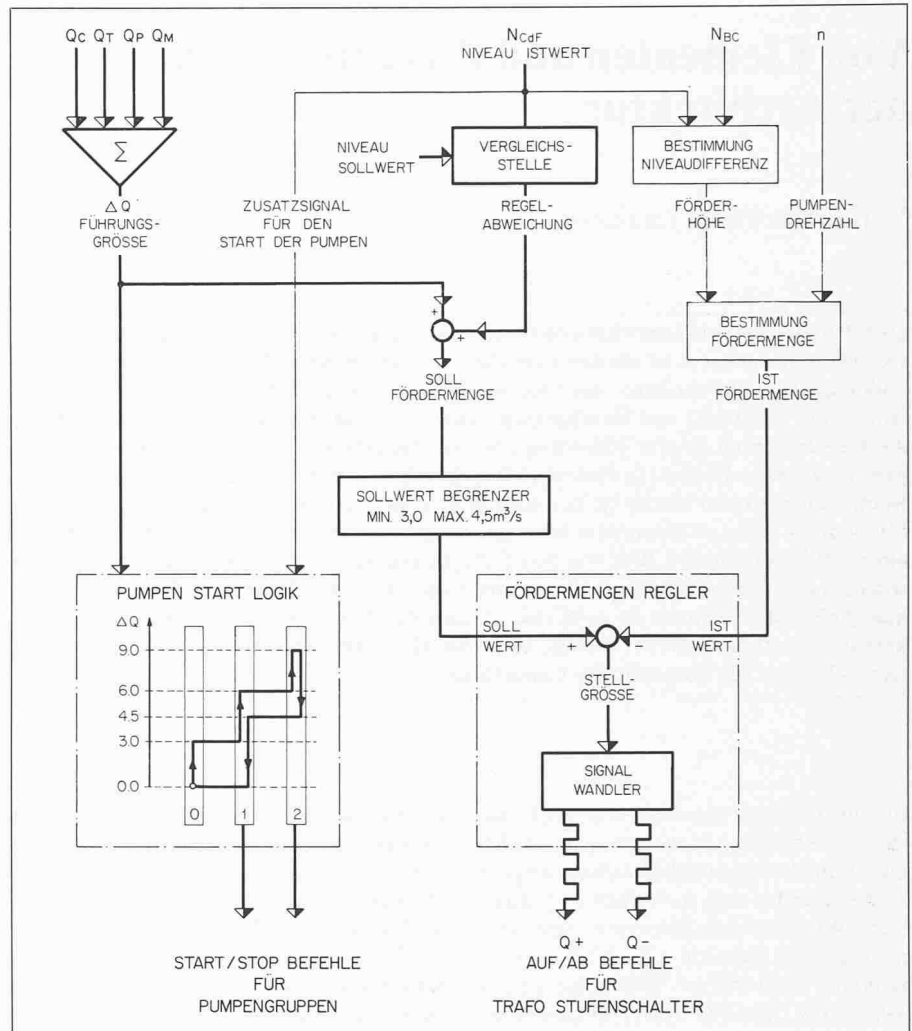 QC QT QP QM
NCdF
NIVEAU ISTWERT
NBC
n
Σ
NIVEAU
SOLLWERT
VERGLEICHS-
STELLE
BESTIMMUNG
NIVEAUDIFFERENZ
ΔQ
FÜHRUNGS-
GRÖSSE
ZUSATZSIGNAL
FÜR DEN
START DER PUMPEN
REGEL-
ABWEICHUNG
FÖRDER-
HÖHE
PUMPEN-
DREHZAHL
+
+
BESTIMMUNG
FÖRDERMENGE
SOLL
FÖRDERMENGE
IST
FÖRDERMENGE
SOLLWERT BEGRENZER
MIN. 3,0 MAX. 4,5m³/s
PUMPEN START LOGIK
ΔQ
9.0
6.0
4.5
3.0
0.0
0
1
2
FÖRDERMENGEN REGLER
SOLL
WERT
+
−
IST
WERT
STELL-
GRÖSSE
SIGNAL
WANDLER
START/STOP BEFEHLE
FÜR
PUMPENGRUPPEN
Q+
Q-
AUF/AB BEFEHLE
FÜR
TRAFO STUFENSCHALTER